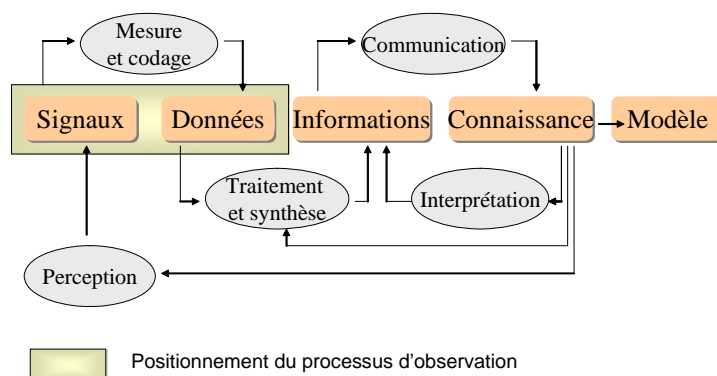 Mesure
et codage
Communication
Signaux
Données
Informations
Connaissance
Modèle
Traitement
et synthèse
Interprétation
Perception
Positionnement du processus d'observation